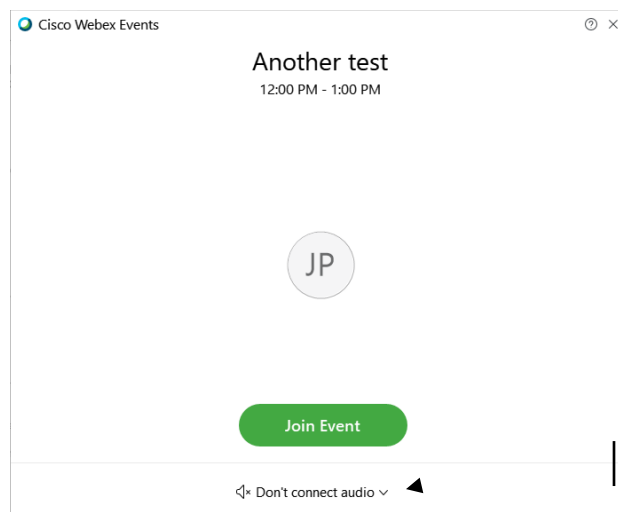 Cisco Webex Events
Another test
12:00 PM - 1:00 PM
JP
Join Event
Don't connect audio